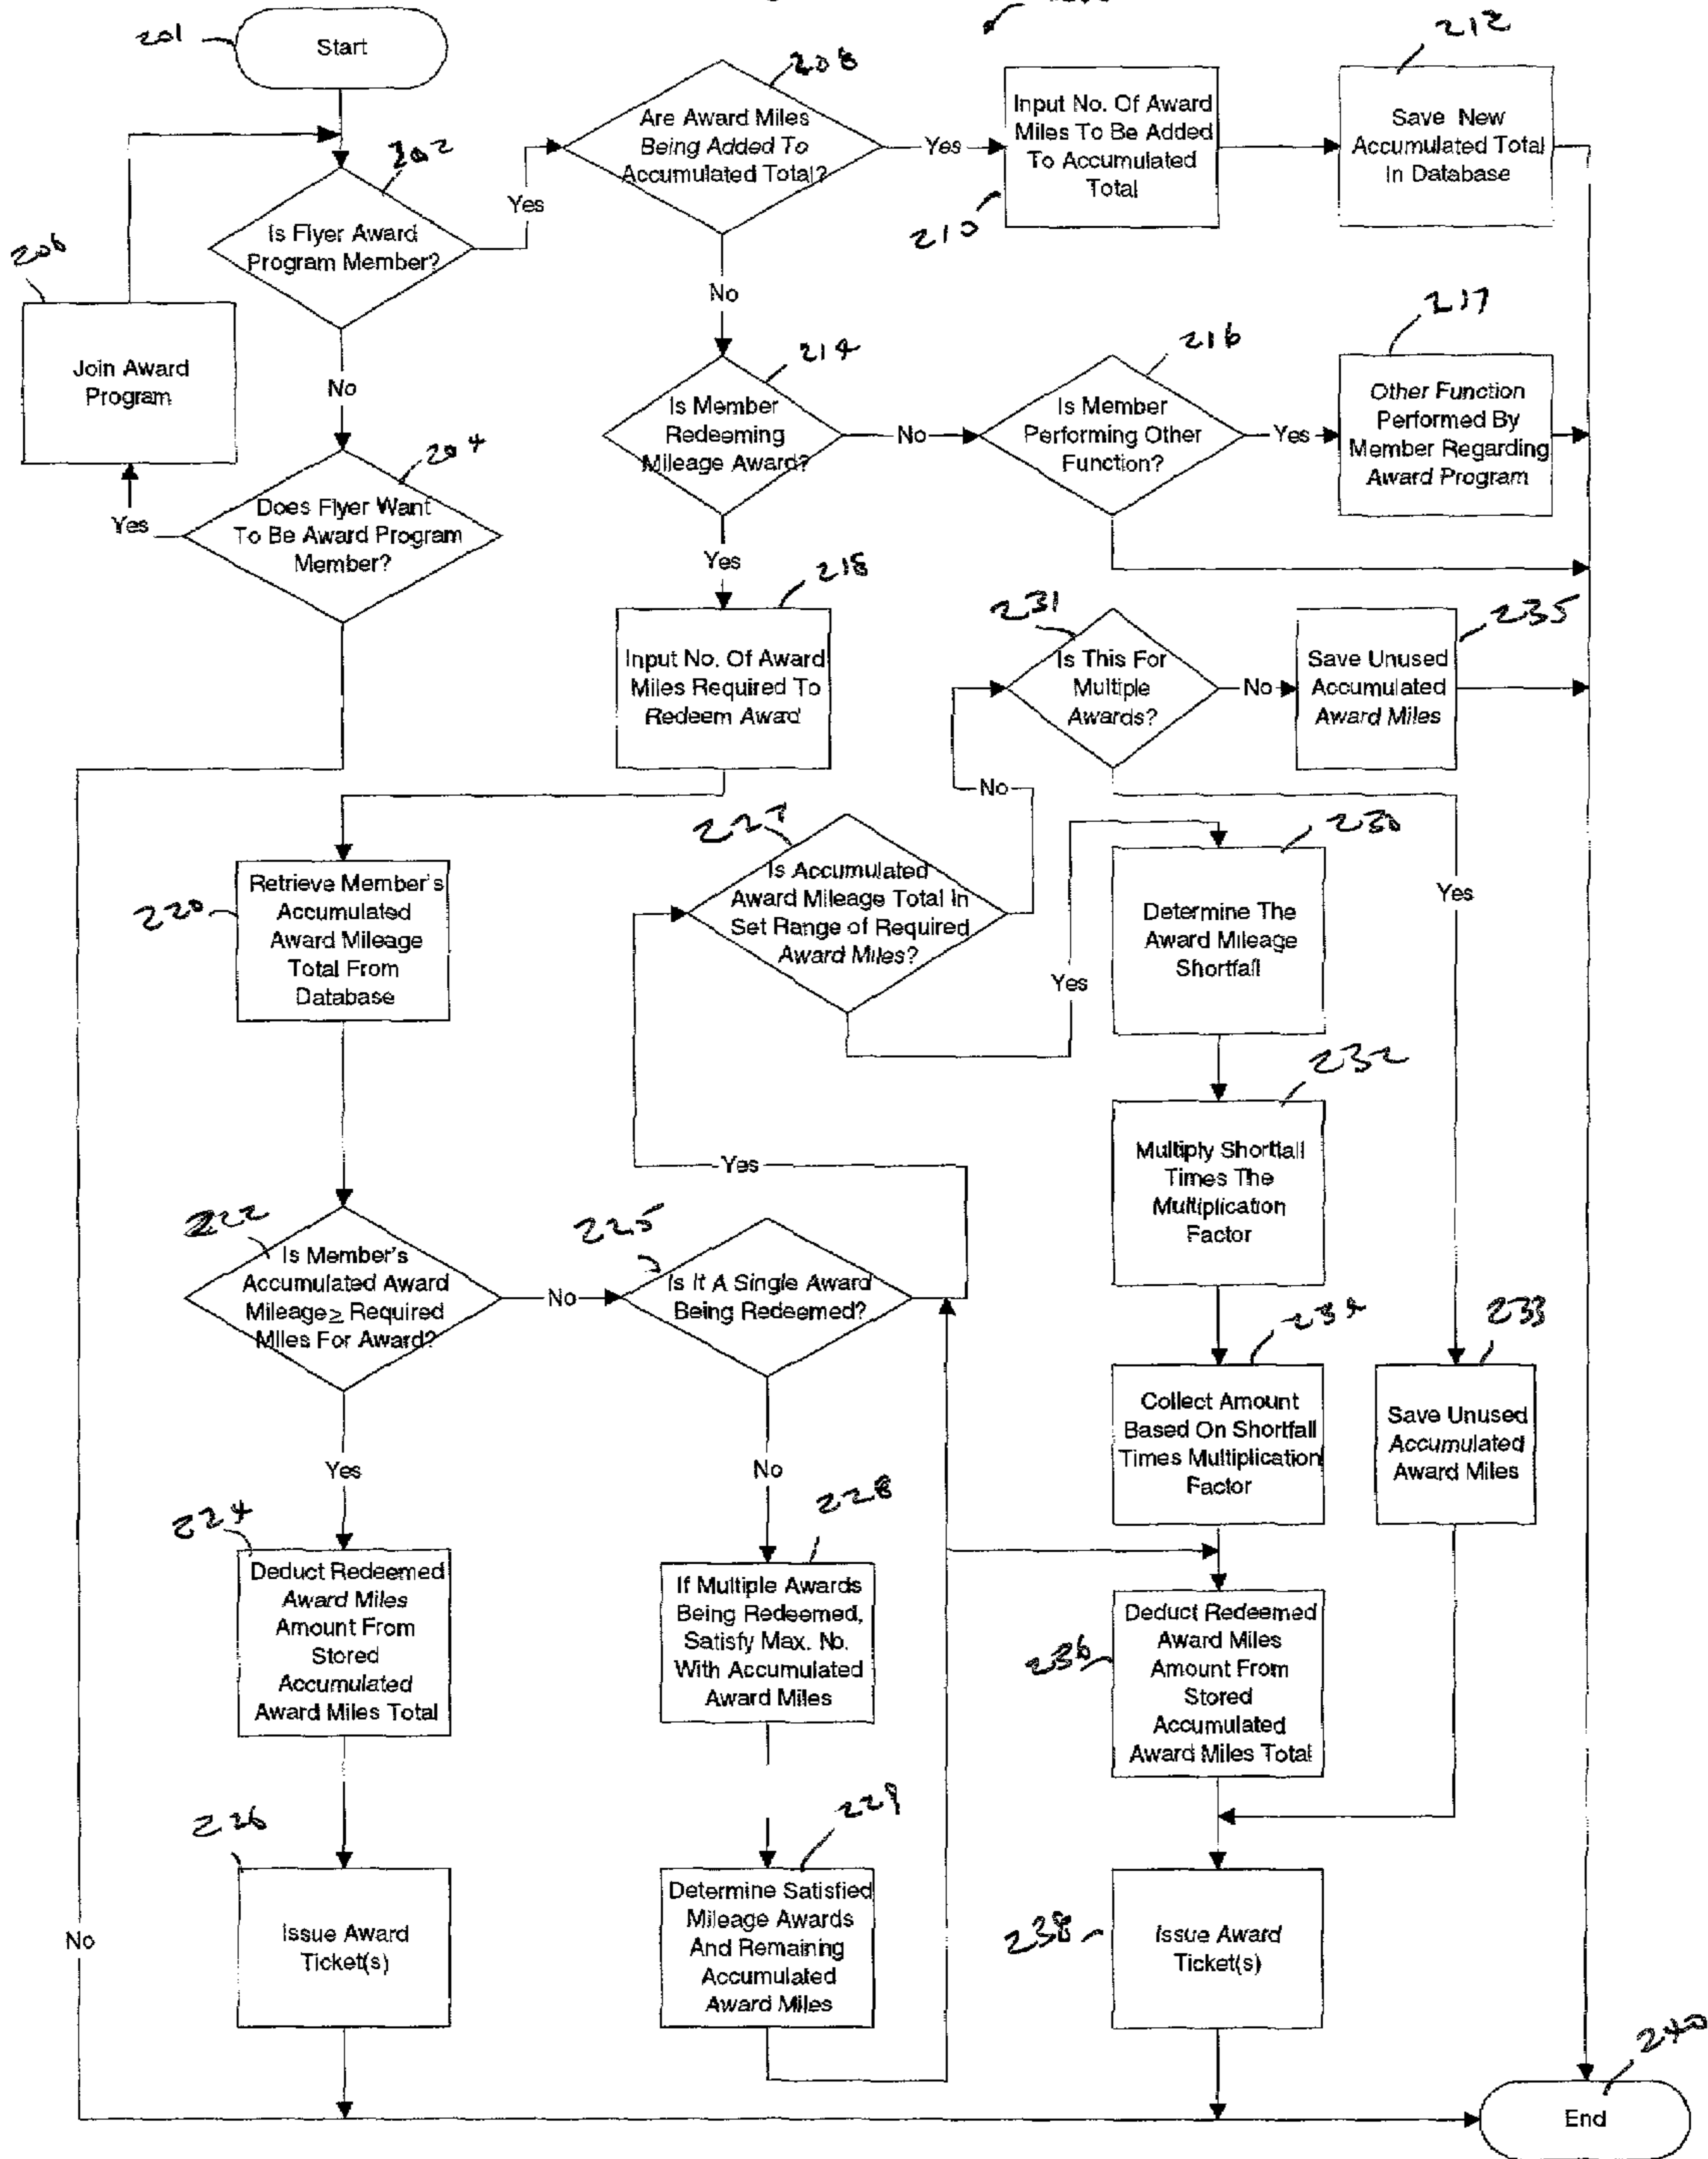 201
Start
208
Are Award Miles
Being Added To
Accumulated Total?
Yes
Input No. Of Award
Miles To Be Added
To Accumulated
Total
210
212
Save New
Accumulated Total
In Database
202
Is Flyer Award
Program Member?
Yes
No
206
Join Award
Program
No
204
Does Flyer Want
To Be Award Program
Member?
Yes
214
Is Member
Redeeming
Mileage Award?
No
216
Is Member
Performing Other
Function?
Yes
217
Other Function
Performed By
Member Regarding
Award Program
Yes
218
Input No. Of Award
Miles Required To
Redeem Award
231
Is This For
Multiple
Awards?
No
235
Save Unused
Accumulated
Award Miles
No
220
Retrieve Member's
Accumulated
Award Mileage
Total From
Database
227
Is Accumulated
Award Mileage Total In
Set Range of Required
Award Miles?
Yes
230
Determine The
Award Mileage
Shortfall
Yes
232
Multiply Shortfall
Times The
Multiplication
Factor
Yes
222
Is Member's
Accumulated Award
Mileage ≥ Required
Miles For Award?
No
225
Is It A Single Award
Being Redeemed?
234
Collect Amount
Based On Shortfall
Times Multiplication
Factor
233
Save Unused
Accumulated
Award Miles
Yes
No
224
Deduct Redeemed
Award Miles
Amount From
Stored
Accumulated
Award Miles Total
228
If Multiple Awards
Being Redeemed,
Satisfy Max. No.
With Accumulated
Award Miles
236
Deduct Redeemed
Award Miles
Amount From
Stored
Accumulated
Award Miles Total
226
Issue Award
Ticket(s)
229
Determine Satisfied
Mileage Awards
And Remaining
Accumulated
Award Miles
238
Issue Award
Ticket(s)
No
240
End